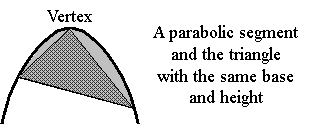 Vertex
A parabolic segment
and the triangle
with the same base
and height